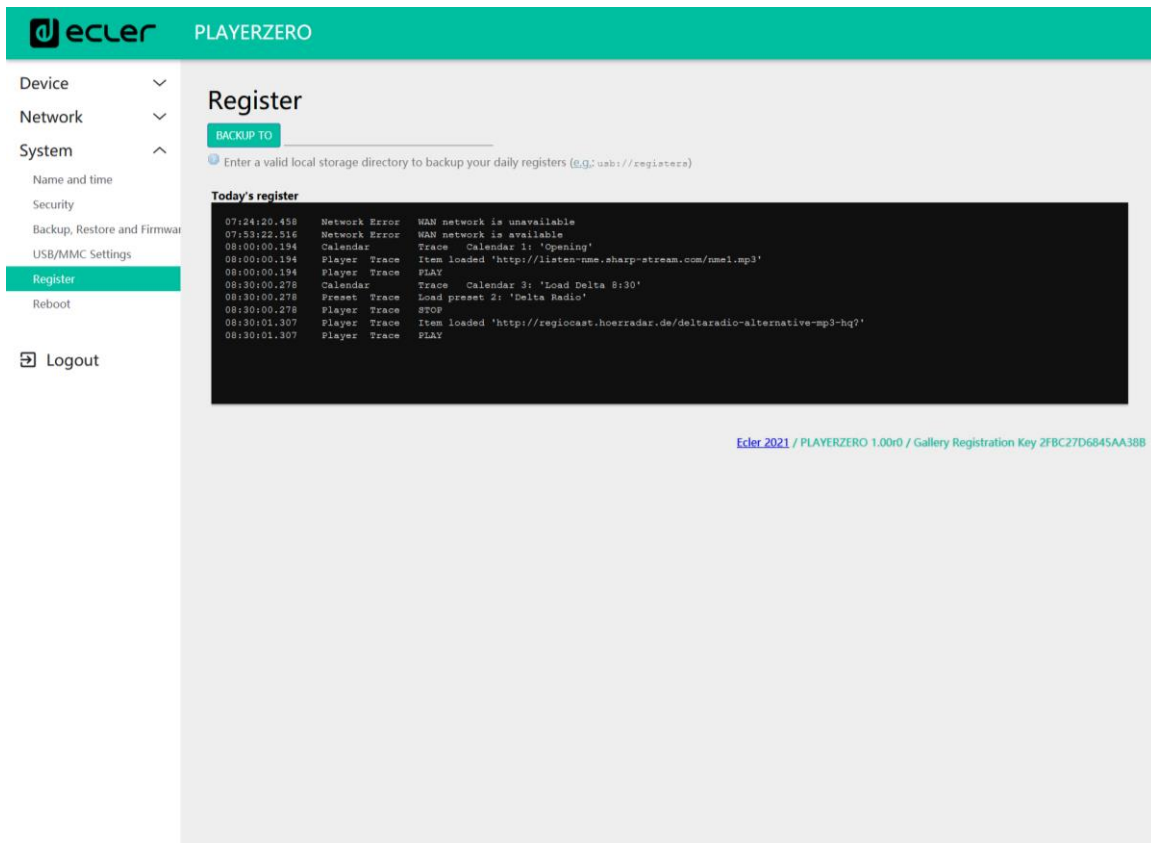 ecler
PLAYERZERO
Device
Network
System
Name and time
Security
Backup, Restore and Firmwar
USB/MMC Settings
Register
Reboot
Logout
Register
BACKUP TO
Enter a valid local storage directory to backup your daily registers (e.g.: usb://registers)
Today's register
07:24:20.458 Network Error WAN network is unavailable
07:53:22.516 Network Error WAN network is available
08:00:00.194 Calendar Trace Calendar 1: 'Opening'
08:00:00.194 Player Trace Item loaded 'http://listen-nme.sharp-stream.com/nme1.mp3'
08:00:00.194 Player Trace PLAY
08:30:00.278 Calendar Trace Calendar 3: 'Load Delta 8:30'
08:30:00.278 Preset Trace Load preset 2: 'Delta Radio'
08:30:00.278 Player Trace STOP
08:30:01.307 Player Trace Item loaded 'http://regiocast.hoerradar.de/deltaradio-alternative-mp3-hq?'
08:30:01.307 Player Trace PLAY
Ecler 2021 / PLAYERZERO 1.00r0 / Gallery Registration Key 2FBC27D6845AA38B